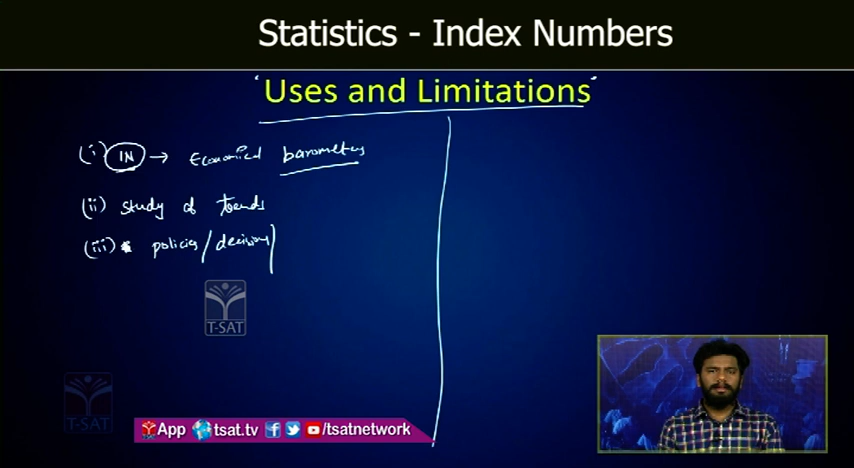 Statistics - Index Numbers
"Uses and Limitations"
(i) IN → Economical barometers
(ii) study of trends
(iii) policies/decisions
T-SAT
T-SAT
App tsat.tv /tsatnetwork